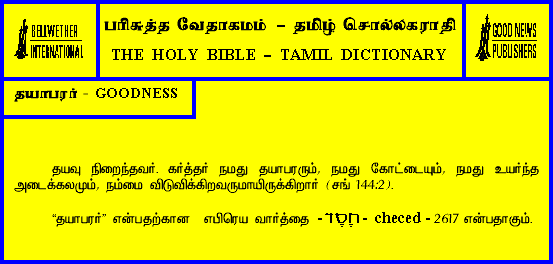 BELLWETHER
INTERNATIONAL
பரிசுத்த வேதாகமம் – தமிழ் சொல்லகராதி
THE HOLY BIBLE – TAMIL DICTIONARY
GOOD NEWS
PUBLISHERS
தயாபரர் - GOODNESS
தயவு நிறைந்தவர். கர்த்தர் நமது தயாபரரும், நமது கோட்டையும், நமது உயர்ந்த
அடைக்கலமும், நம்மை விடுவிக்கிறவருமாயிருக்கிறார் (சங் 144:2).
“தயாபரர்” என்பதற்கான எபிரெய வார்த்தை - חֶסֶד - checed - 2617 என்பதாகும்.